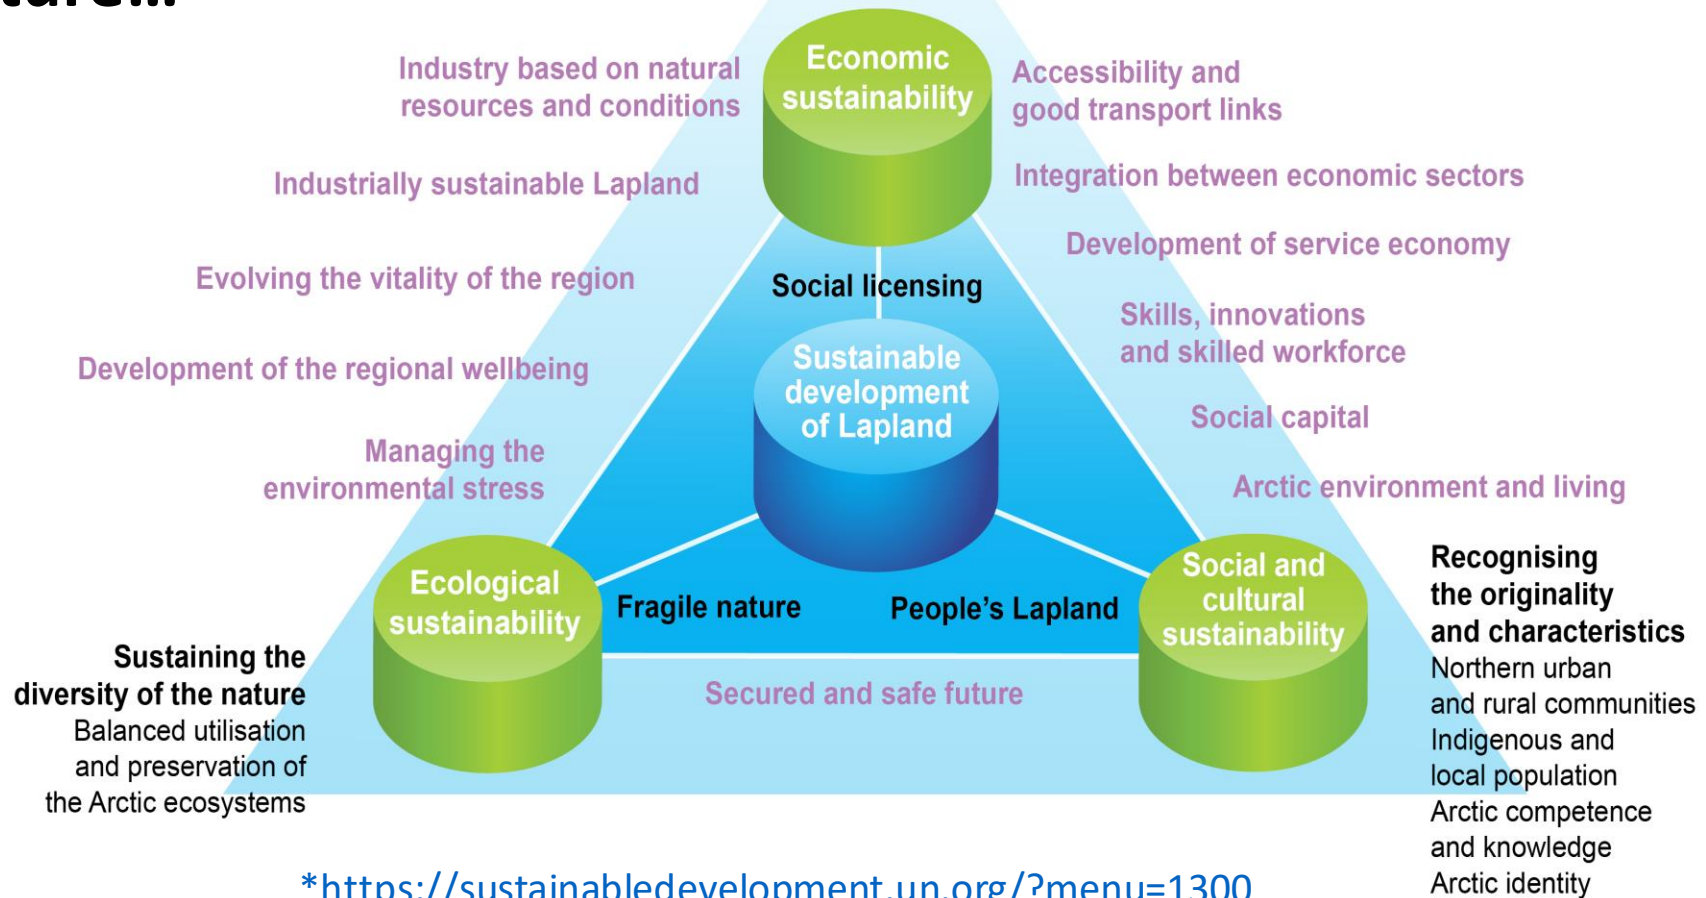 Economic
sustainability
Industry based on natural
resources and conditions
Accessibility and
good transport links
Industrially sustainable Lapland
Integration between economic sectors
Development of service economy
Evolving the vitality of the region
Social licensing
Skills, innovations
and skilled workforce
Sustainable
development
of Lapland
Development of the regional wellbeing
Social capital
Managing the
environmental stress
Arctic environment and living
Ecological
sustainability
Fragile nature
People's Lapland
Social and
cultural
sustainability
Recognising
the originality
and characteristics
Northern urban
and rural communities
Indigenous and
local population
Arctic competence
and knowledge
Arctic identity
Sustaining the
diversity of the nature
Balanced utilisation
and preservation of
the Arctic ecosystems
Secured and safe future
*https://sustainabledevelopment.un.org/?menu=1300